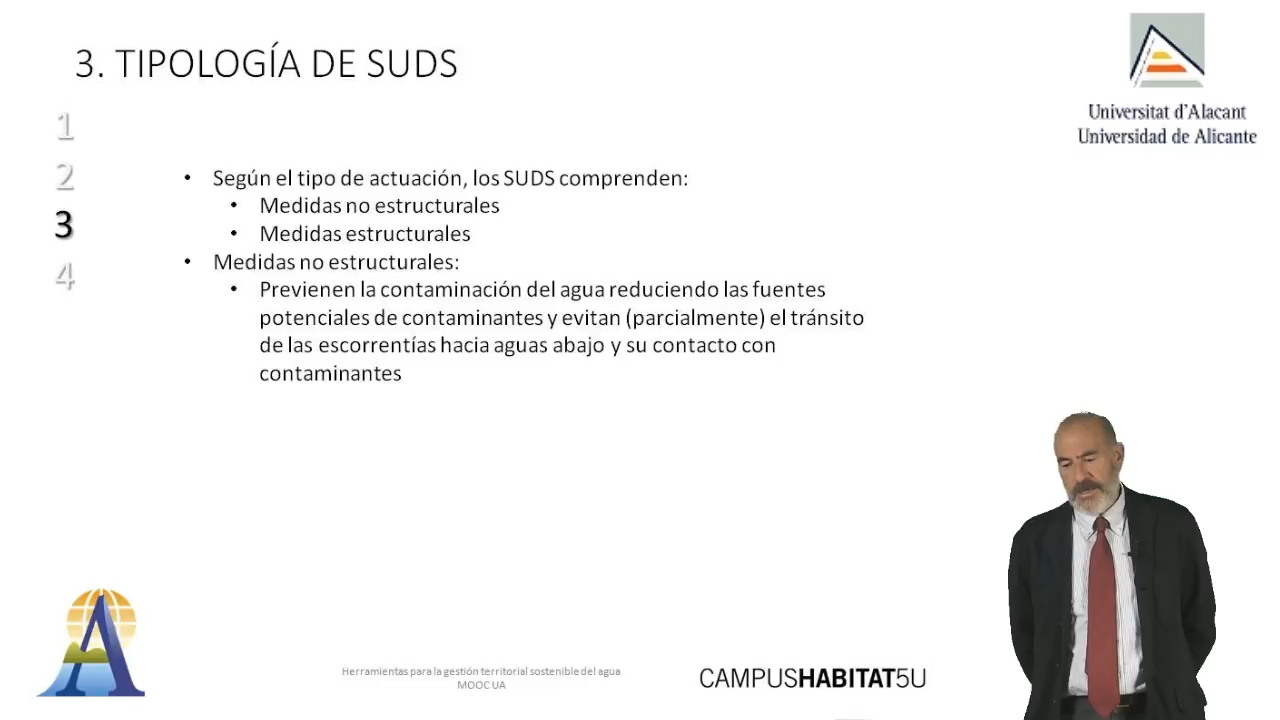 3. TIPOLOGÍA DE SUDS
Universitat d'Alacant
Universidad de Alicante
1
2
3
4
• Según el tipo de actuación, los SUDS comprenden:
• Medidas no estructurales
• Medidas estructurales
• Medidas no estructurales:
• Previenen la contaminación del agua reduciendo las fuentes
potenciales de contaminantes y evitan (parcialmente) el tránsito
de las escorrentías hacia aguas abajo y su contacto con
contaminantes
A
Herramientas para la gestión territorial sostenible del agua
MOOC UA
CAMPUSHABITAT5U